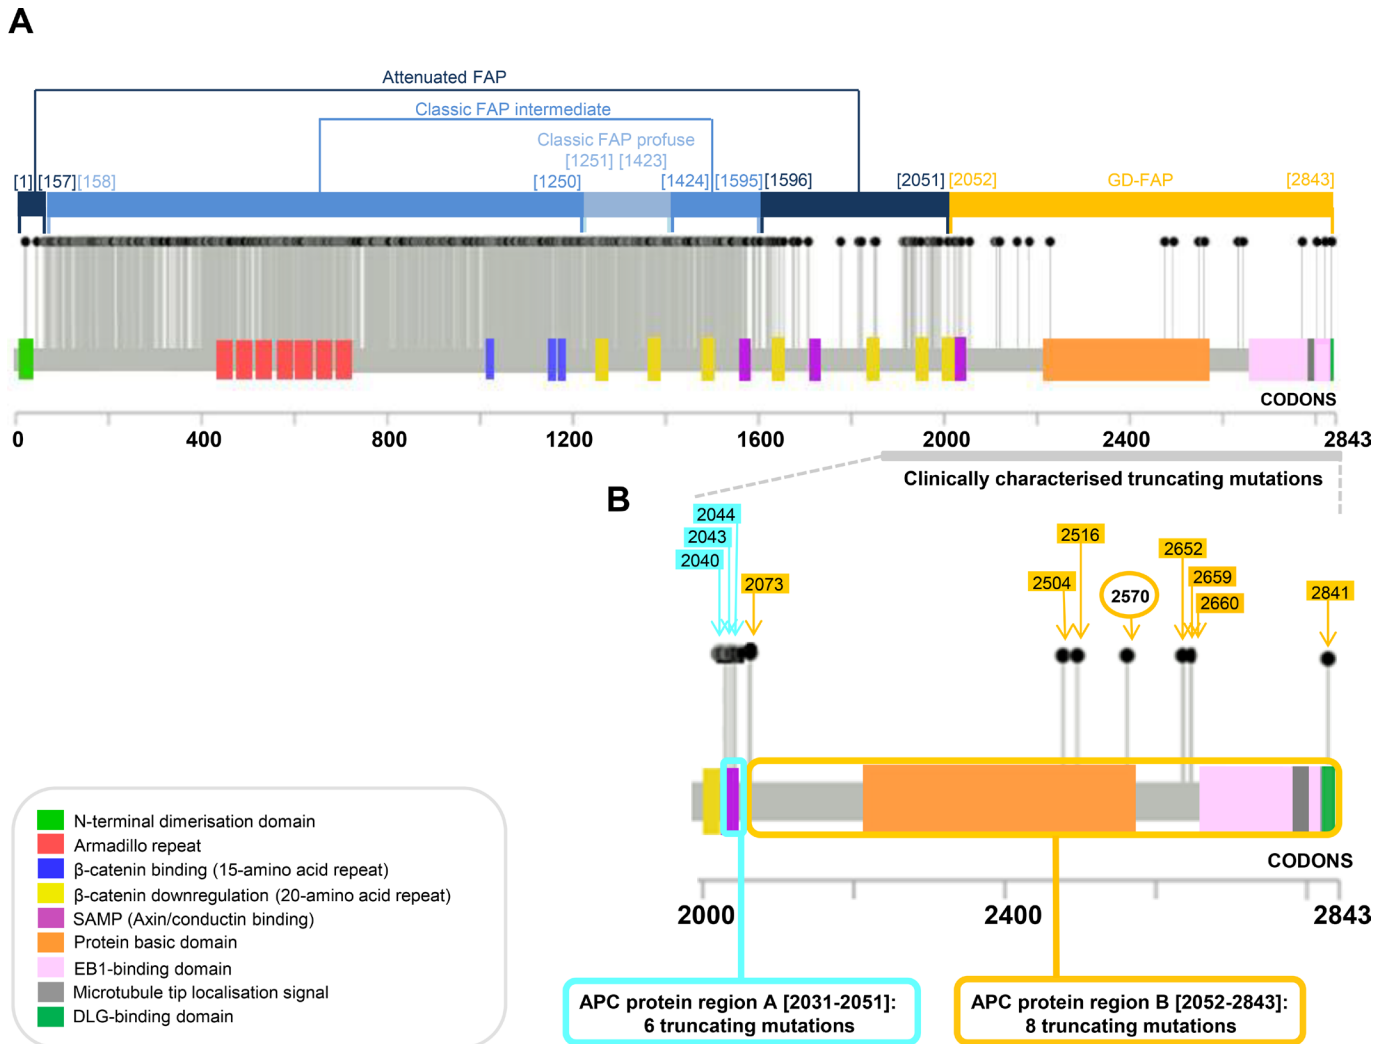 A
Attenuated FAP
Classic FAP intermediate
Classic FAP profuse
[1251] [1423]
[1] [157] [158] [1250] [1424] [1595] [1596] [2051] [2052] GD-FAP [2843]
CODONS
0 400 800 1200 1600 2000 2400 2843
Clinically characterised truncating mutations
B
2044
2043
2040
2073
2516
2504
2570
2652
2659
2660
2841
CODONS
2000 2400 2843
APC protein region A [2031-2051]:
6 truncating mutations
APC protein region B [2052-2843]:
8 truncating mutations
N-terminal dimerisation domain
Armadillo repeat
β-catenin binding (15-amino acid repeat)
β-catenin downregulation (20-amino acid repeat)
SAMP (Axin/conductin binding)
Protein basic domain
EB1-binding domain
Microtubule tip localisation signal
DLG-binding domain